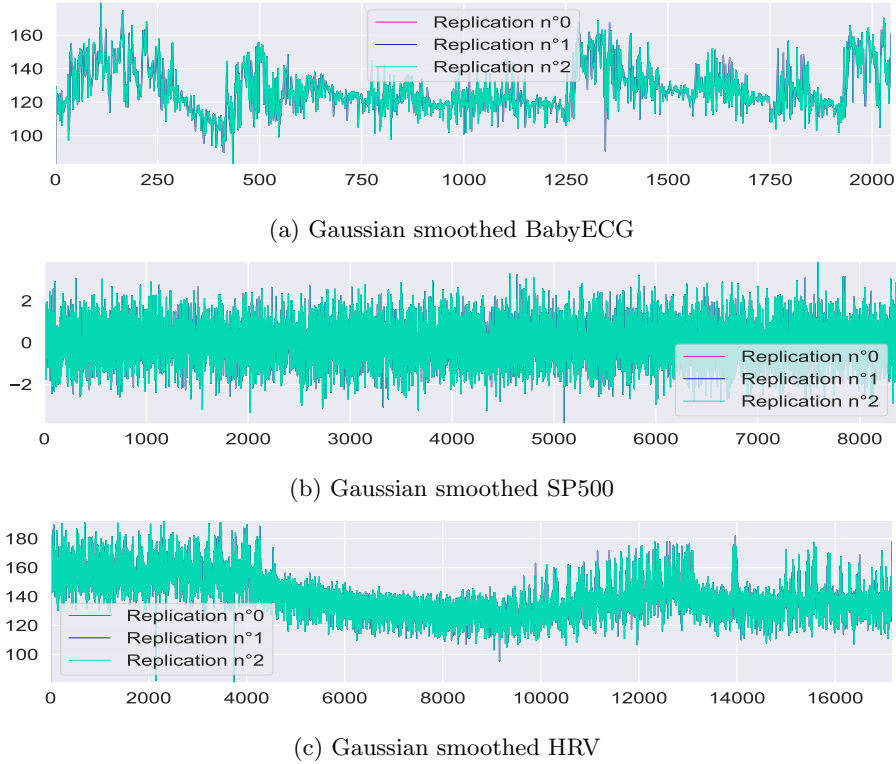 160
140
120
100
Replication n°0
Replication n°1
Replication n°2
0 250 500 750 1000 1250 1500 1750 2000
(a) Gaussian smoothed BabyECG
2
0
−2
Replication n°0
Replication n°1
Replication n°2
0 1000 2000 3000 4000 5000 6000 7000 8000
(b) Gaussian smoothed SP500
180
160
140
120
100
Replication n°0
Replication n°1
Replication n°2
0 2000 4000 6000 8000 10000 12000 14000 16000
(c) Gaussian smoothed HRV